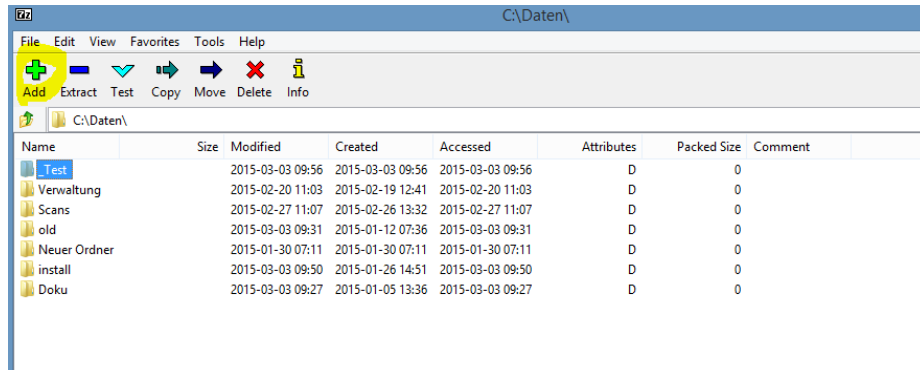 7z C:\Daten\
File Edit View Favorites Tools Help
Add Extract Test Copy Move Delete Info
C:\Daten\
Name Size Modified Created Accessed Attributes Packed Size Comment
_Test 2015-03-03 09:56 2015-03-03 09:56 2015-03-03 09:56 D 0
Verwaltung 2015-02-20 11:03 2015-02-19 12:41 2015-02-20 11:03 D 0
Scans 2015-02-27 11:07 2015-02-26 13:32 2015-02-27 11:07 D 0
old 2015-03-03 09:31 2015-01-12 07:36 2015-03-03 09:31 D 0
Neuer Ordner 2015-01-30 07:11 2015-01-30 07:11 2015-01-30 07:11 D 0
install 2015-03-03 09:50 2015-01-26 14:51 2015-03-03 09:50 D 0
Doku 2015-03-03 09:27 2015-01-05 13:36 2015-03-03 09:27 D 0